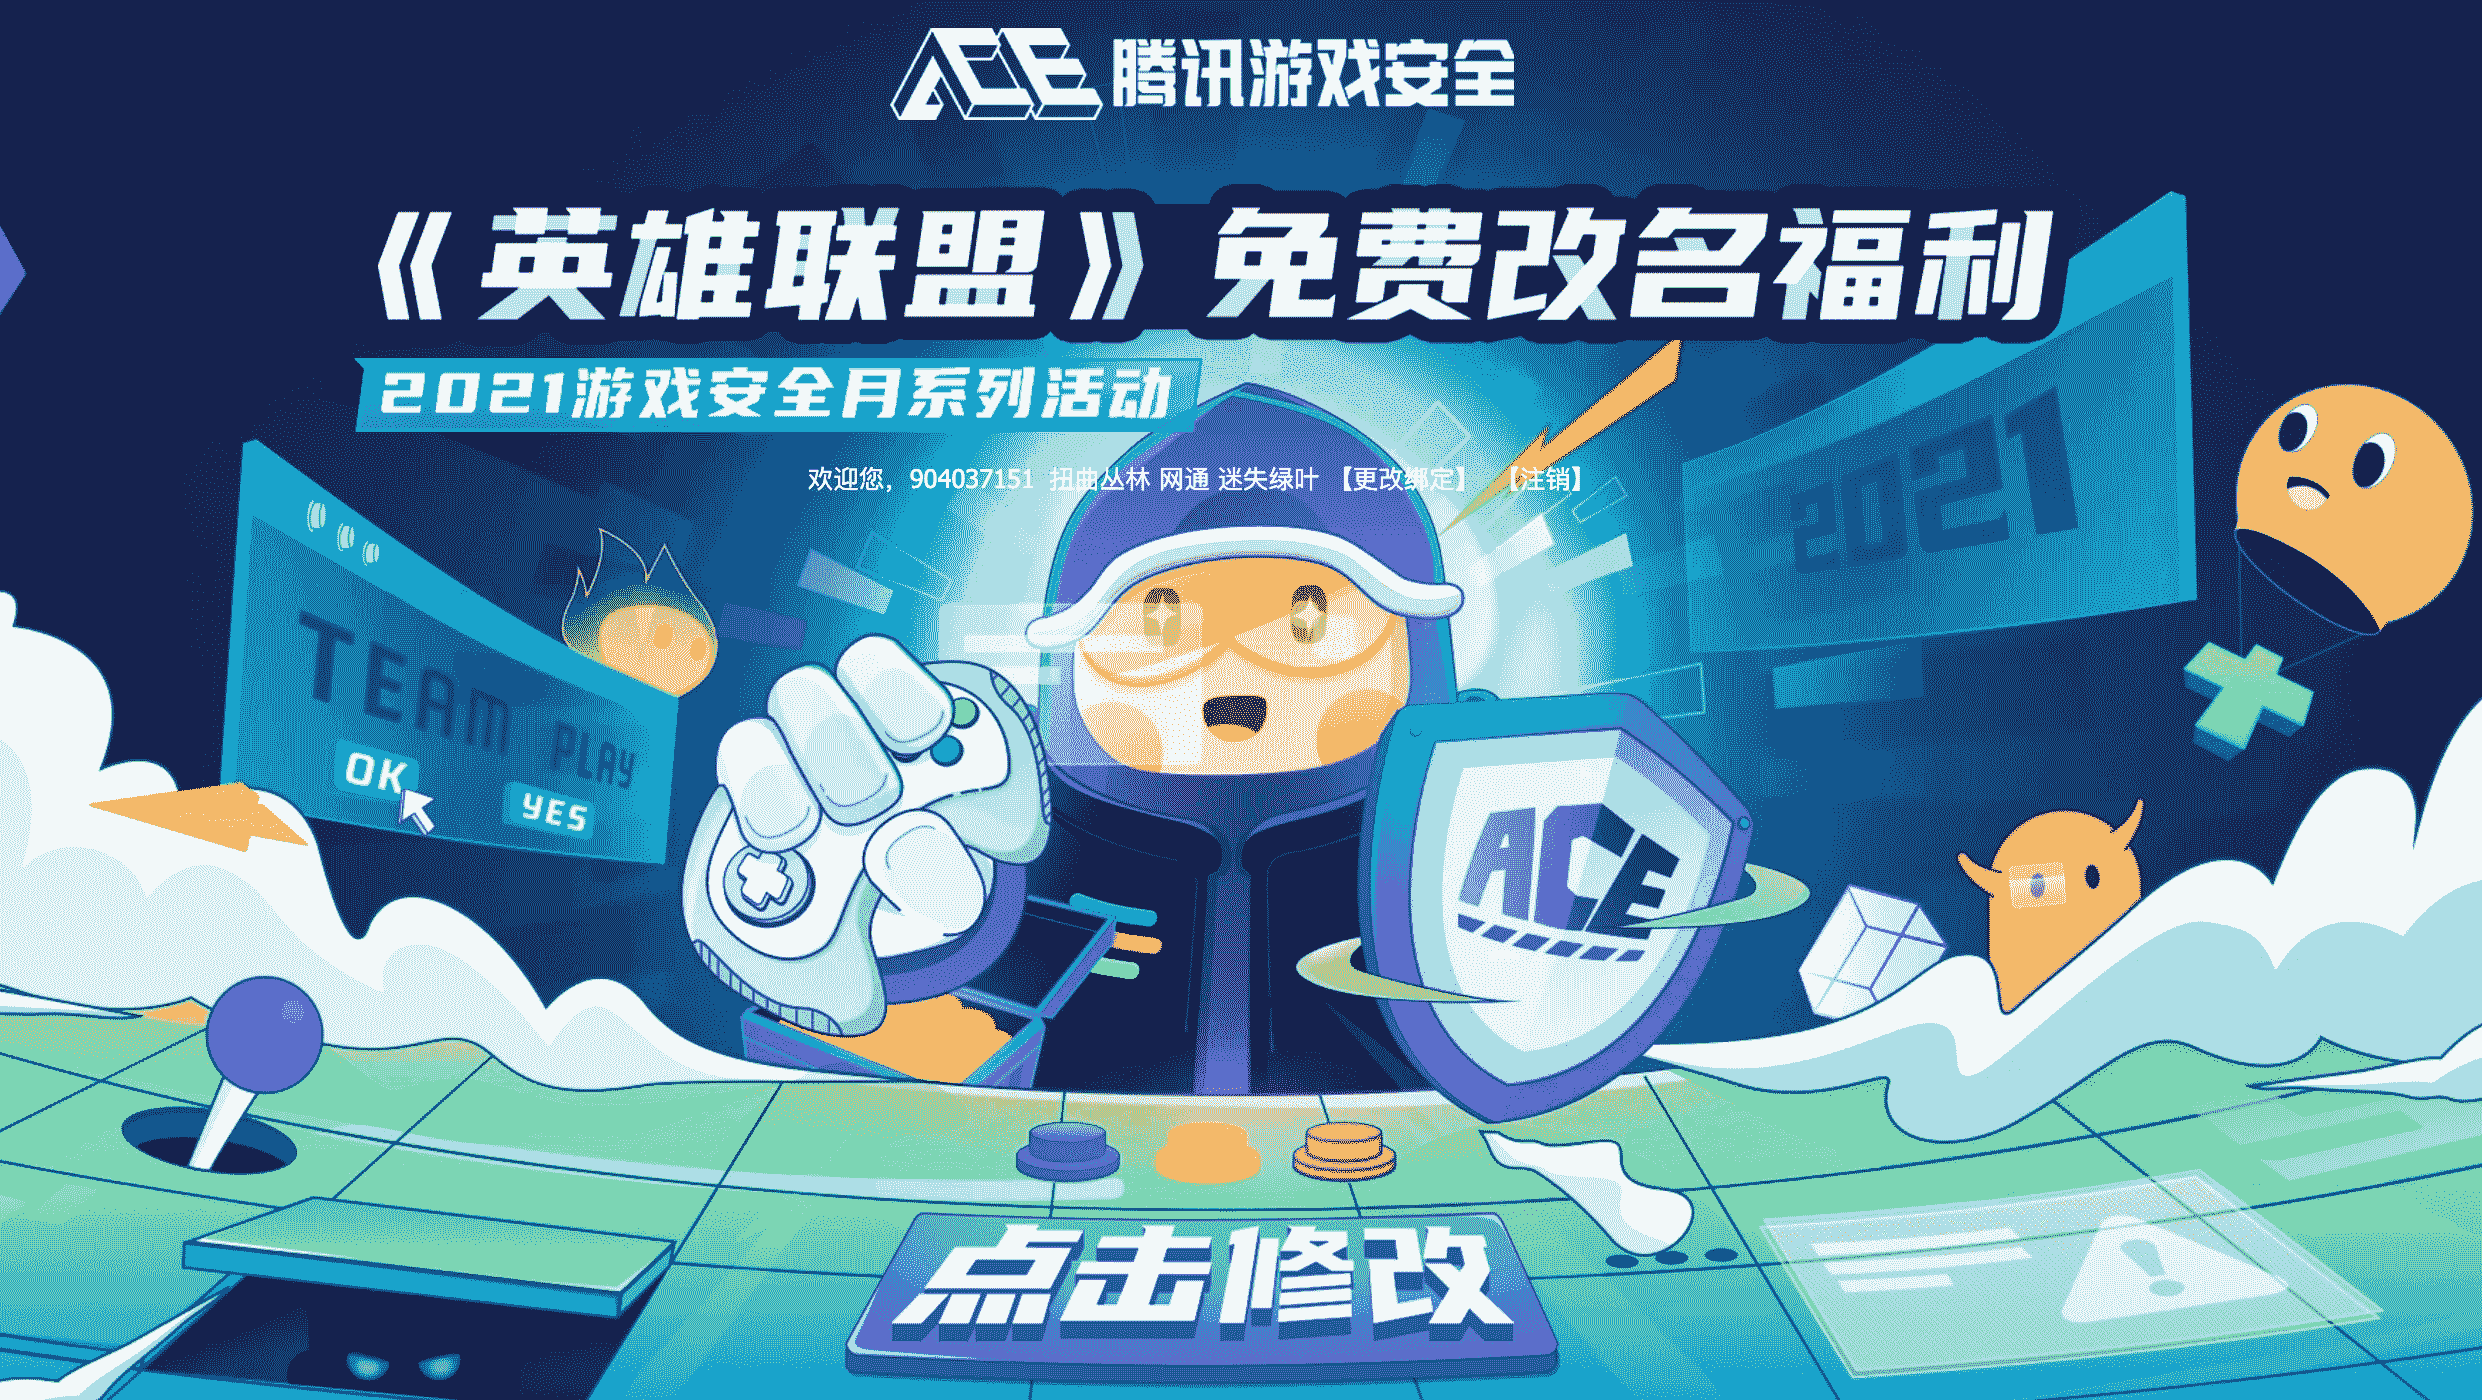 ACE 腾讯游戏安全
《英雄联盟》免费改名福利
2021游戏安全月系列活动
欢迎您，904037151 扭曲丛林 网通 迷失绿叶 【更改绑定】 【注销】
2021
TEAM PLAY
OK
YES
ACE
点击修改